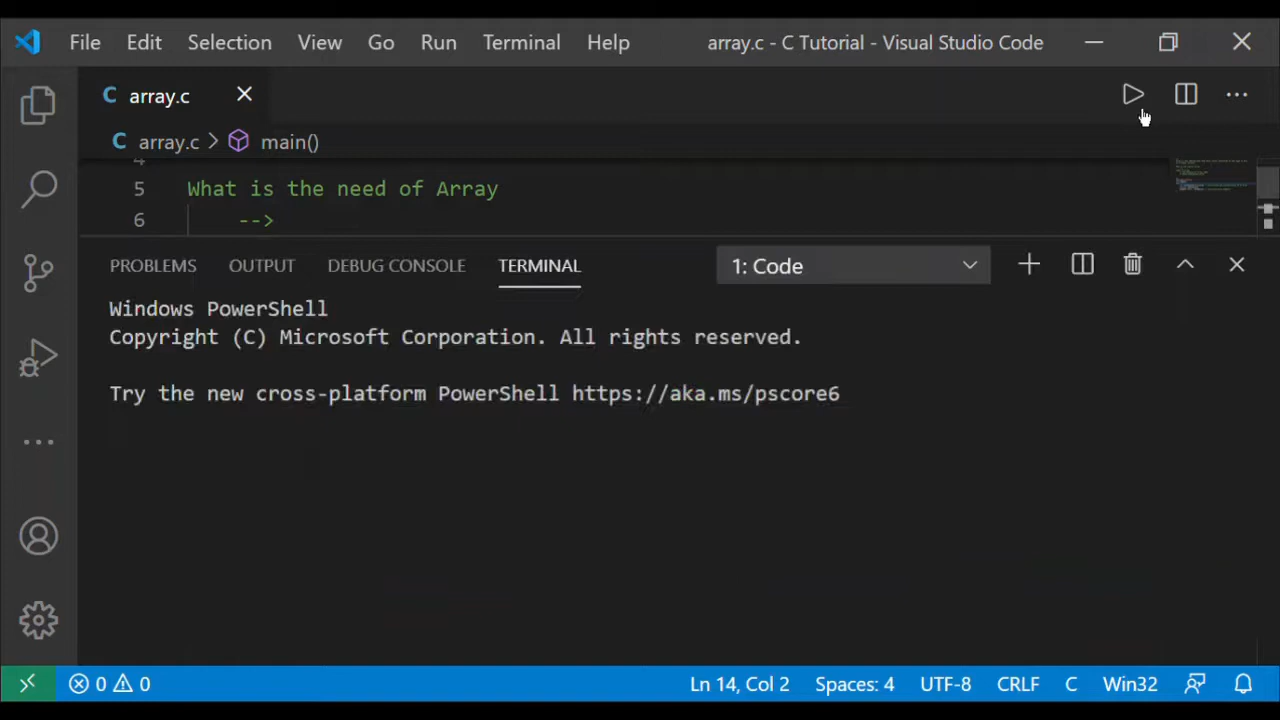 File Edit Selection View Go Run Terminal Help array.c - C Tutorial - Visual Studio Code
C array.c
C array.c > main()
4
5 What is the need of Array
6 -->
PROBLEMS OUTPUT DEBUG CONSOLE TERMINAL 1: Code
Windows PowerShell
Copyright (C) Microsoft Corporation. All rights reserved.
Try the new cross-platform PowerShell https://aka.ms/pscore6
0 0 Ln 14, Col 2 Spaces: 4 UTF-8 CRLF C Win32